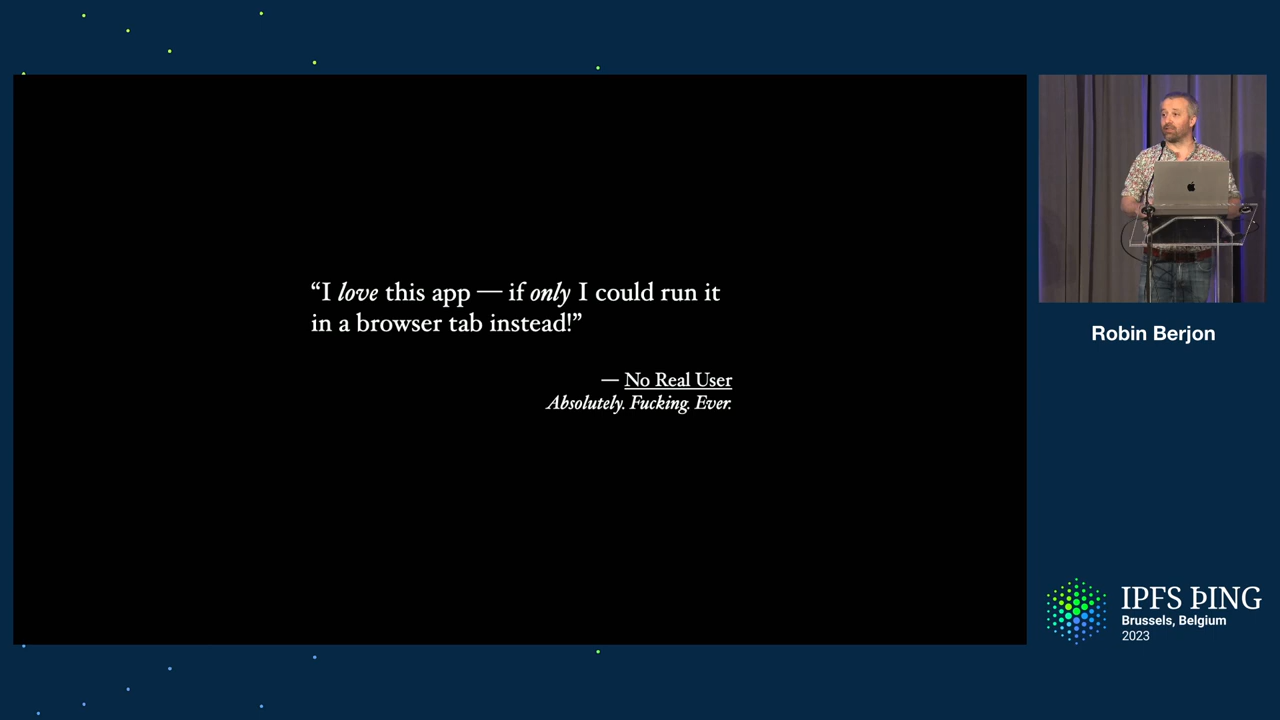 “I love this app — if only I could run it
in a browser tab instead!”
— No Real User
Absolutely. Fucking. Ever.
Robin Berjon
IPFS ÞING
Brussels, Belgium
2023